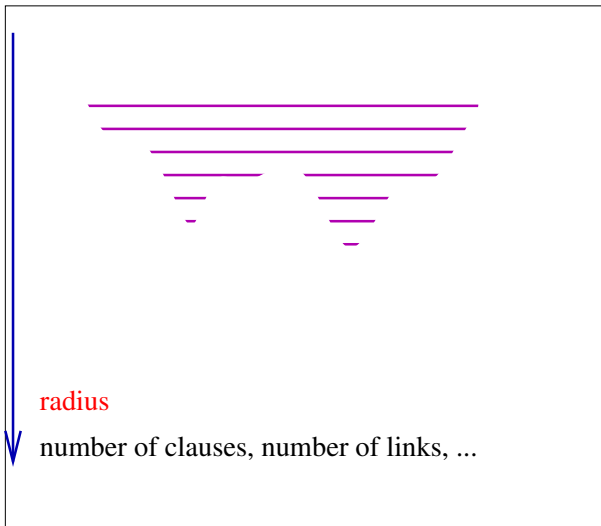 radius
number of clauses, number of links, ...